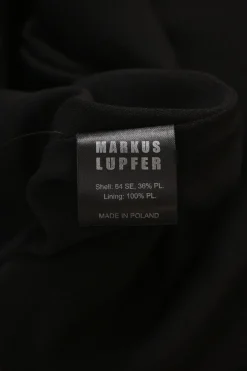 MARKUS
LUPFER
Shell: 64 SE, 36% PL.
Lining: 100% PL.
MADE IN POLAND